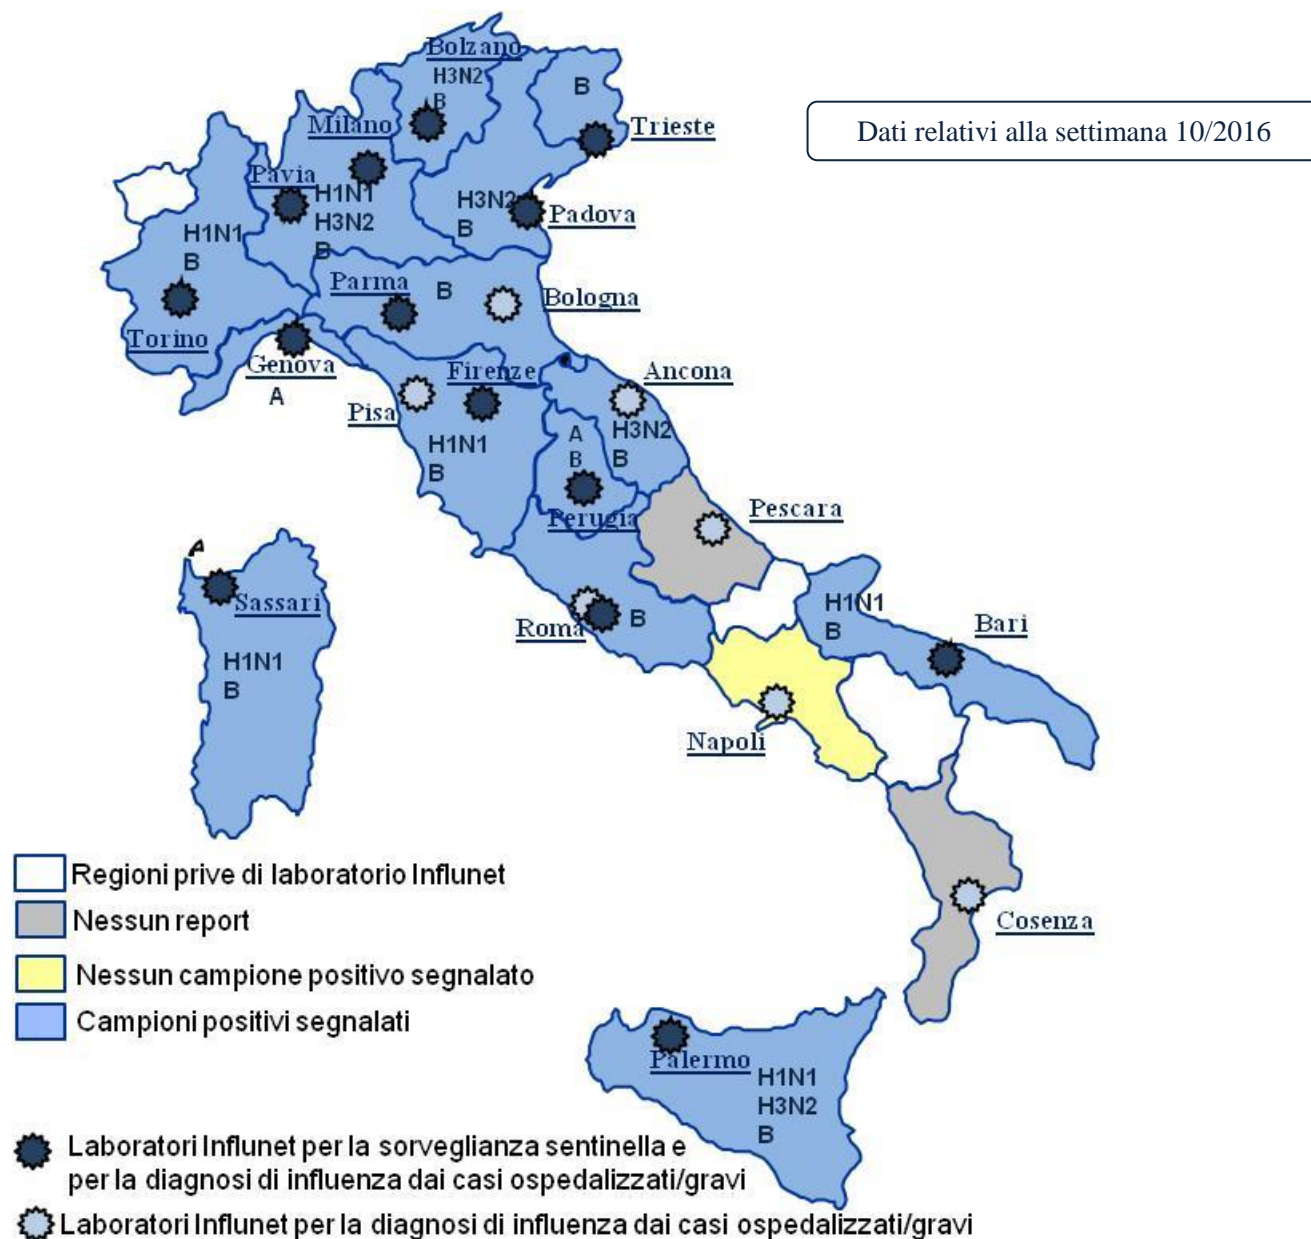 Bolzano
H3N2
B
B
Dati relativi alla settimana 10/2016
Milano
Trieste
Pavia
H1N1
H3N2
B
H3N2
B
Padova
H1N1
B
Parma
B
Bologna
Torino
Genova
A
Firenze
Ancona
Pisa
H1N1
B
A
B
H3N2
B
Perugia
Pescara
A
Sassari
H1N1
B
Roma
B
H1N1
B
Bari
Napoli
Regioni prive di laboratorio Influnet
Nessun report
Nessun campione positivo segnalato
Campioni positivi segnalati
Cosenza
Palermo
H1N1
H3N2
B
Laboratori Influnet per la sorveglianza sentinella e
per la diagnosi di influenza dai casi ospedalizzati/gravi
Laboratori Influnet per la diagnosi di influenza dai casi ospedalizzati/gravi